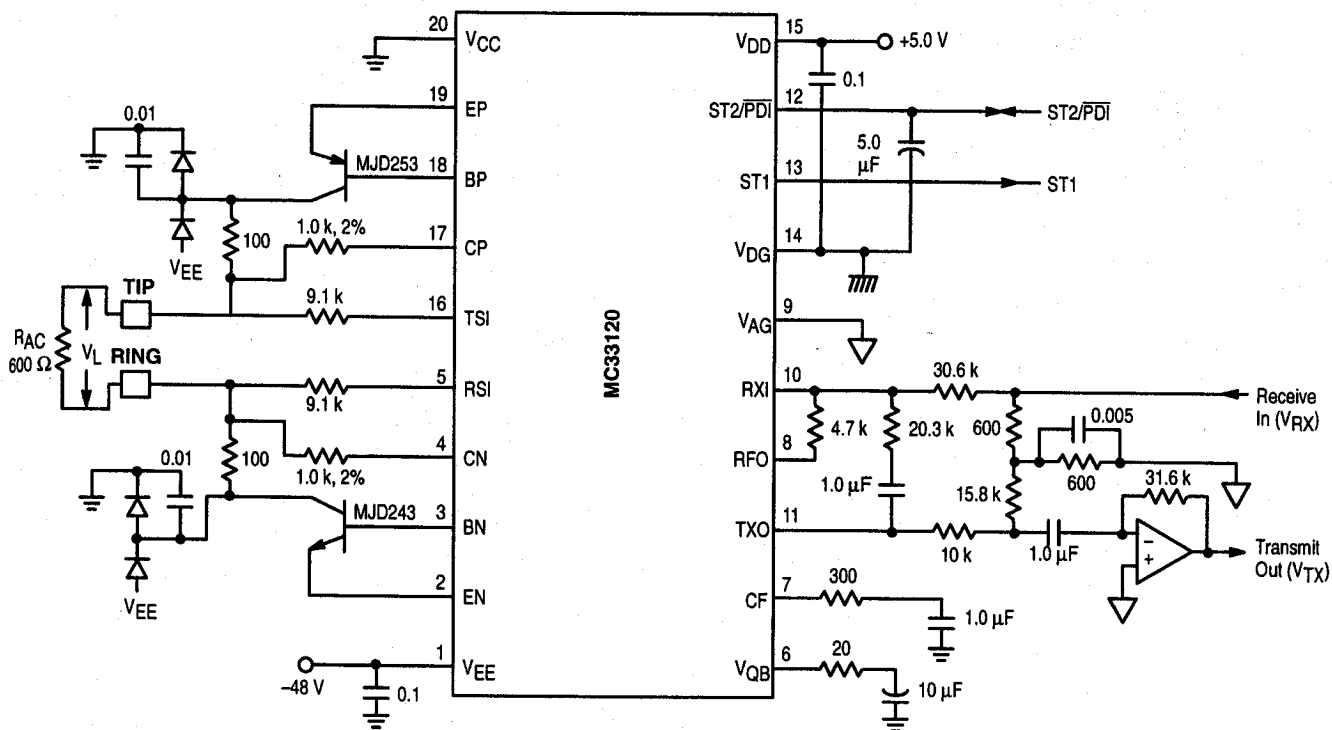 20
VCC
15
VDD
+5.0 V
0.1
19
EP
12
ST2/PDI
ST2/PDI
0.01
MJD253
18
BP
5.0
µF
13
ST1
ST1
100
1.0 k, 2%
17
CP
14
VDG
VEE
TIP
9.1 k
16
TSI
9
VAG
RAC
600 Ω
VL
RING
MC33120
5
RSI
9.1 k
10
RXI
30.6 k
Receive
In (VRX)
4.7 k
20.3 k
600
0.005
600
8
RFO
4
CN
100
1.0 k, 2%
0.01
1.0 µF
15.8 k
31.6 k
MJD243
3
BN
11
TXO
10 k
1.0 µF
–
+
Transmit
Out (VTX)
VEE
2
EN
7
CF
300
1.0 µF
1
VEE
–48 V
0.1
6
VQB
20
10 µF